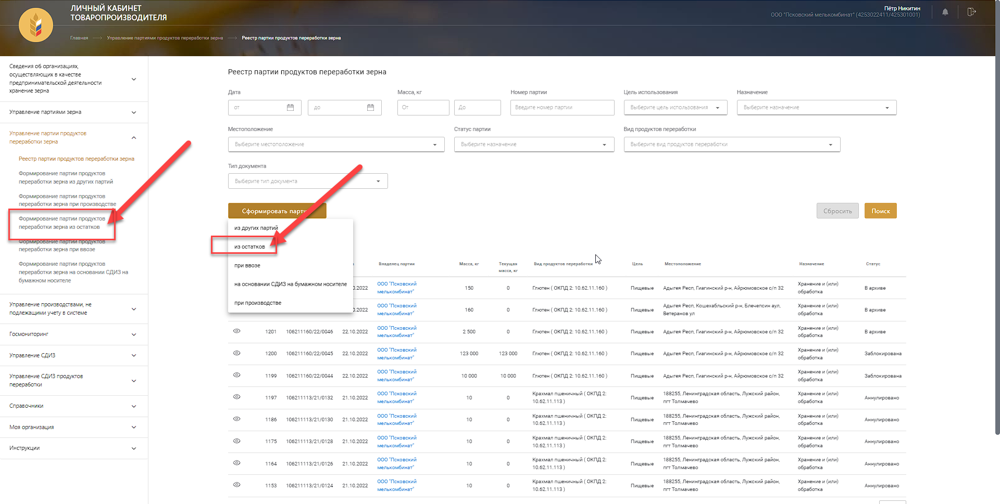 ЛИЧНЫЙ КАБИНЕТ
ТОВАРОПРОИЗВОДИТЕЛЯ
Пётр Никитин
ООО "Псковский мелькомбинат" (4253022411/425301001)
Главная
Управление партиями продуктов переработки зерна
Реестр партии продуктов переработки зерна
Сведения об организациях,
осуществляющих в качестве
предпринимательской деятельности
хранение зерна
Управление партиями зерна
Управление партии продуктов
переработки зерна
Реестр партии продуктов переработки зерна
Формирование партии продуктов
переработки зерна из других партий
Формирование партии продуктов
переработки зерна при производстве
Формирование партии продуктов
переработки зерна из остатков
Формирование партии продуктов
переработки зерна при ввозе
Формирование партии продуктов
переработки зерна на основании СДИЗ на
бумажном носителе
Управление производствами, не
подлежащими учету в системе
Госмониторинг
Управление СДИЗ
Управление СДИЗ продуктов
переработки
Справочники
Моя организация
Инструкции
Реестр партии продуктов переработки зерна
Дата
от
до
Масса, кг
От
До
Номер партии
Введите номер партии
Цель использования
Выберите цель использования
Назначение
Выберите назначение
Местоположение
Выберите местоположение
Статус партии
Выберите назначение
Вид продуктов переработки
Выберите вид продуктов переработки
Тип документа
Выберите тип документа
Сформировать
Сбросить
Поиск
из других партий
из остатков
при ввозе
на основании СДИЗ на бумажном носителе
при производстве
Владелец партии
Масса, кг
Текущая
масса, кг
Вид продуктов переработки
Цель
Местоположение
Назначение
Статус
.2022 ООО "Псковский мелькомбинат" 150 0 Глютен ( ОКПД 2: 10.62.11.160 ) Пищевые Адыгея Респ, Гиагинский р-н, Айрюмовское с/п 32 Хранение и (или) обработка В архиве
.2022 ООО "Псковский мелькомбинат" 160 0 Глютен ( ОКПД 2: 10.62.11.160 ) Пищевые Адыгея Респ, Кошехабльский р-н, Блечепсин аул, Ветеранов ул Хранение и (или) обработка В архиве
1201 106211160/22/0046 22.10.2022 ООО "Псковский мелькомбинат" 2 500 0 Глютен ( ОКПД 2: 10.62.11.160 ) Пищевые Адыгея Респ, Гиагинский р-н, Айрюмовское с/п 32 Хранение и (или) обработка В архиве
1200 106211160/22/0045 22.10.2022 ООО "Псковский мелькомбинат" 123 000 123 000 Глютен ( ОКПД 2: 10.62.11.160 ) Пищевые Адыгея Респ, Гиагинский р-н, Айрюмовское с/п 32 Хранение и (или) обработка Заблокирована
1199 106211160/22/0044 22.10.2022 ООО "Псковский мелькомбинат" 10 000 10 000 Глютен ( ОКПД 2: 10.62.11.160 ) Пищевые Адыгея Респ, Гиагинский р-н, Айрюмовское с/п 32 Хранение и (или) обработка Заблокирована
1197 106211113/21/0132 21.10.2022 ООО "Псковский мелькомбинат" 10 0 Крахмал пшеничный ( ОКПД 2: 10.62.11.113 ) Пищевые 188255, Ленинградская область, Лужский район, пгт Толмачево Хранение и (или) обработка Аннулировано
1186 106211113/21/0130 21.10.2022 ООО "Псковский мелькомбинат" 10 0 Крахмал пшеничный ( ОКПД 2: 10.62.11.113 ) Пищевые 188255, Ленинградская область, Лужский район, пгт Толмачево Хранение и (или) обработка Аннулировано
1175 106211113/21/0128 21.10.2022 ООО "Псковский мелькомбинат" 10 0 Крахмал пшеничный ( ОКПД 2: 10.62.11.113 ) Пищевые 188255, Ленинградская область, Лужский район, пгт Толмачево Хранение и (или) обработка Аннулировано
1164 106211113/21/0126 21.10.2022 ООО "Псковский мелькомбинат" 10 0 Крахмал пшеничный ( ОКПД 2: 10.62.11.113 ) Пищевые 188255, Ленинградская область, Лужский район, пгт Толмачево Хранение и (или) обработка Аннулировано
1153 106211113/21/0124 21.10.2022 ООО "Псковский мелькомбинат" 10 0 Крахмал пшеничный ( ОКПД 2: 10.62.11.113 ) Пищевые 188255, Ленинградская область, Лужский район, пгт Толмачево Хранение и (или) обработка Аннулировано